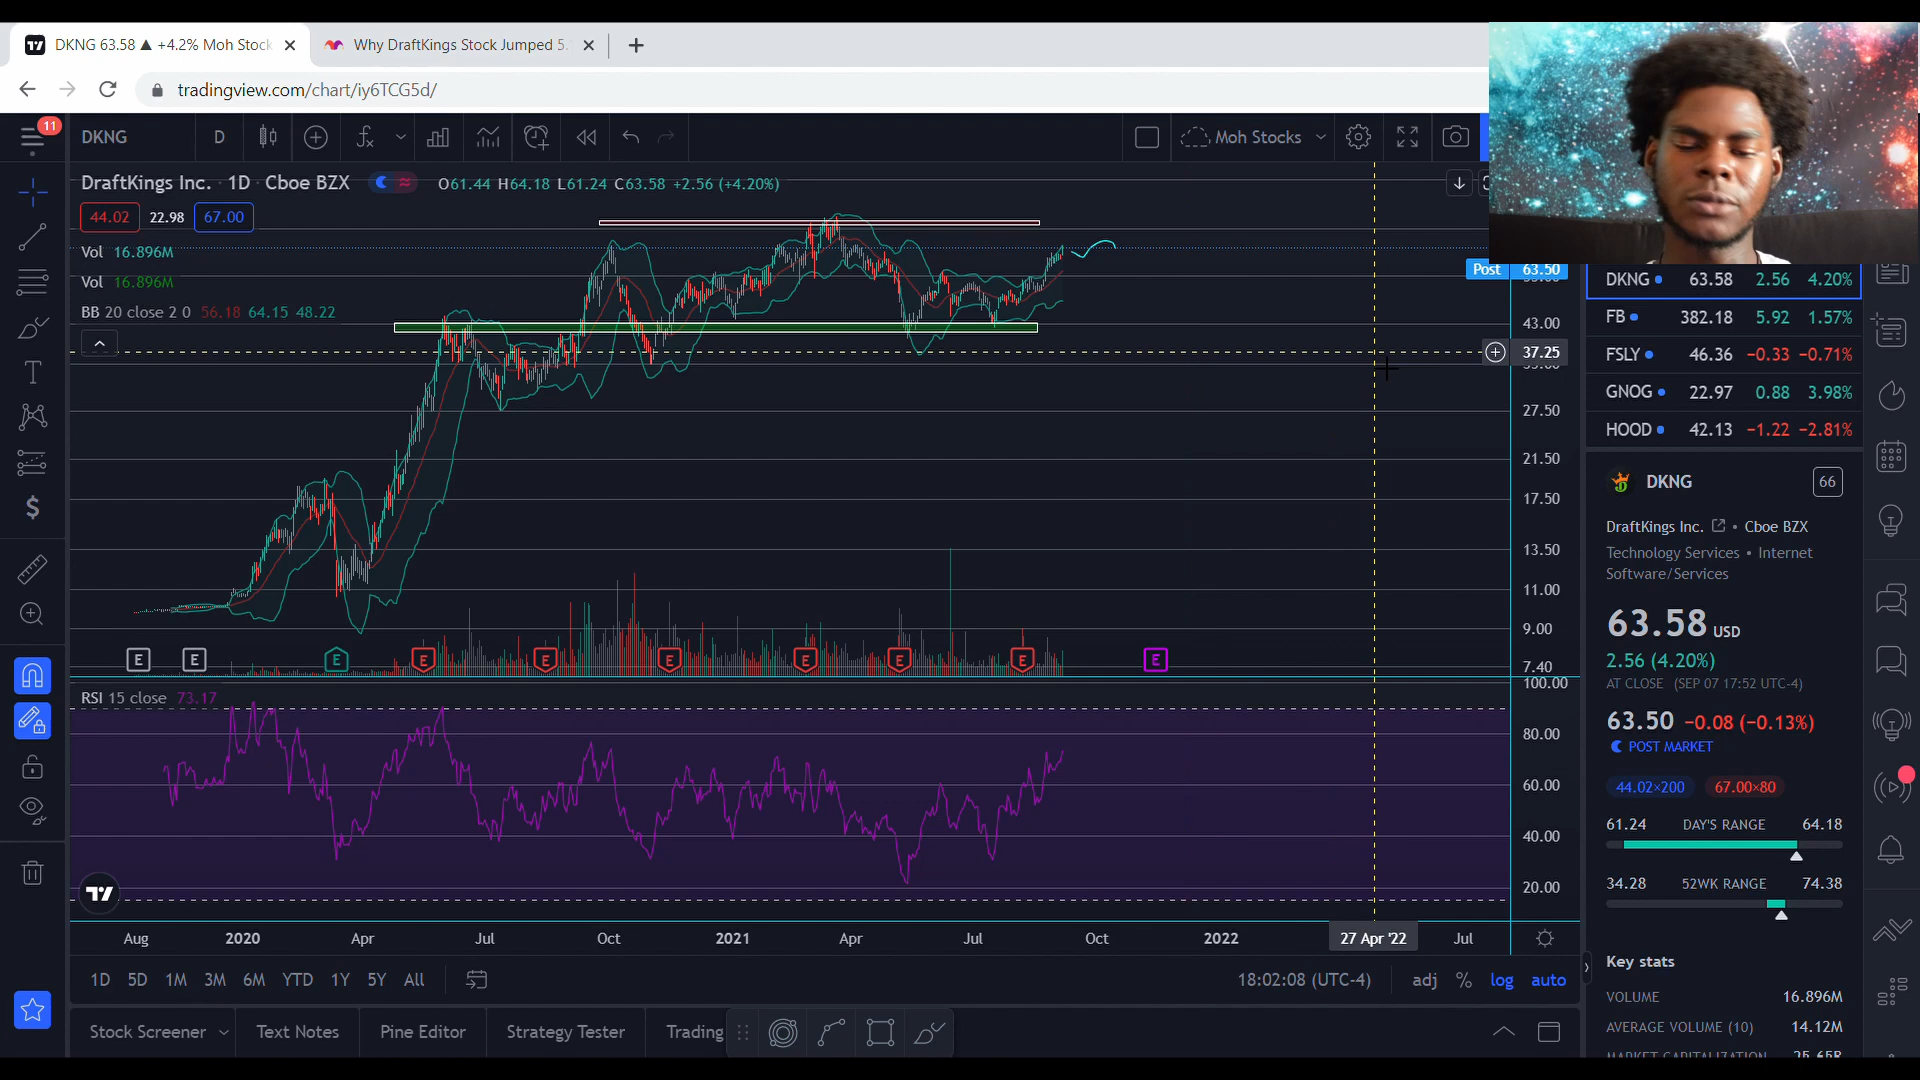 DKNG 63.58 ▲ +4.2% Moh Stock
Why DraftKings Stock Jumped 5.
tradingview.com/chart/iy6TCG5d/
11
DKNG
D
Moh Stocks
DraftKings Inc. · 1D · Cboe BZX
O61.44 H64.18 L61.24 C63.58 +2.56 (+4.20%)
44.02
22.98
67.00
Vol 16.896M
Vol 16.896M
BB 20 close 2 0 56.18 64.15 48.22
Post 63.50
43.00
37.25
27.50
21.50
17.50
13.50
11.00
9.00
7.40
E
E
E
E
E
E
E
E
E
E
RSI 15 close 73.17
100.00
80.00
60.00
40.00
20.00
Aug
2020
Apr
Jul
Oct
2021
Apr
Jul
Oct
2022
27 Apr '22
Jul
1D 5D 1M 3M 6M YTD 1Y 5Y All
18:02:08 (UTC-4)
adj % log auto
Stock Screener
Text Notes
Pine Editor
Strategy Tester
Trading
DKNG 63.58 2.56 4.20%
FB 382.18 5.92 1.57%
FSLY 46.36 −0.33 −0.71%
GNOG 22.97 0.88 3.98%
HOOD 42.13 −1.22 −2.81%
DKNG
66
DraftKings Inc. • Cboe BZX
Technology Services • Internet
Software/Services
63.58 USD
2.56 (4.20%)
AT CLOSE (SEP 07 17:52 UTC-4)
63.50 −0.08 (−0.13%)
POST MARKET
44.02×200
67.00×80
61.24 DAY'S RANGE 64.18
34.28 52WK RANGE 74.38
Key stats
VOLUME 16.896M
AVERAGE VOLUME (10) 14.12M
MARKET CAPITALIZATION 25.65B